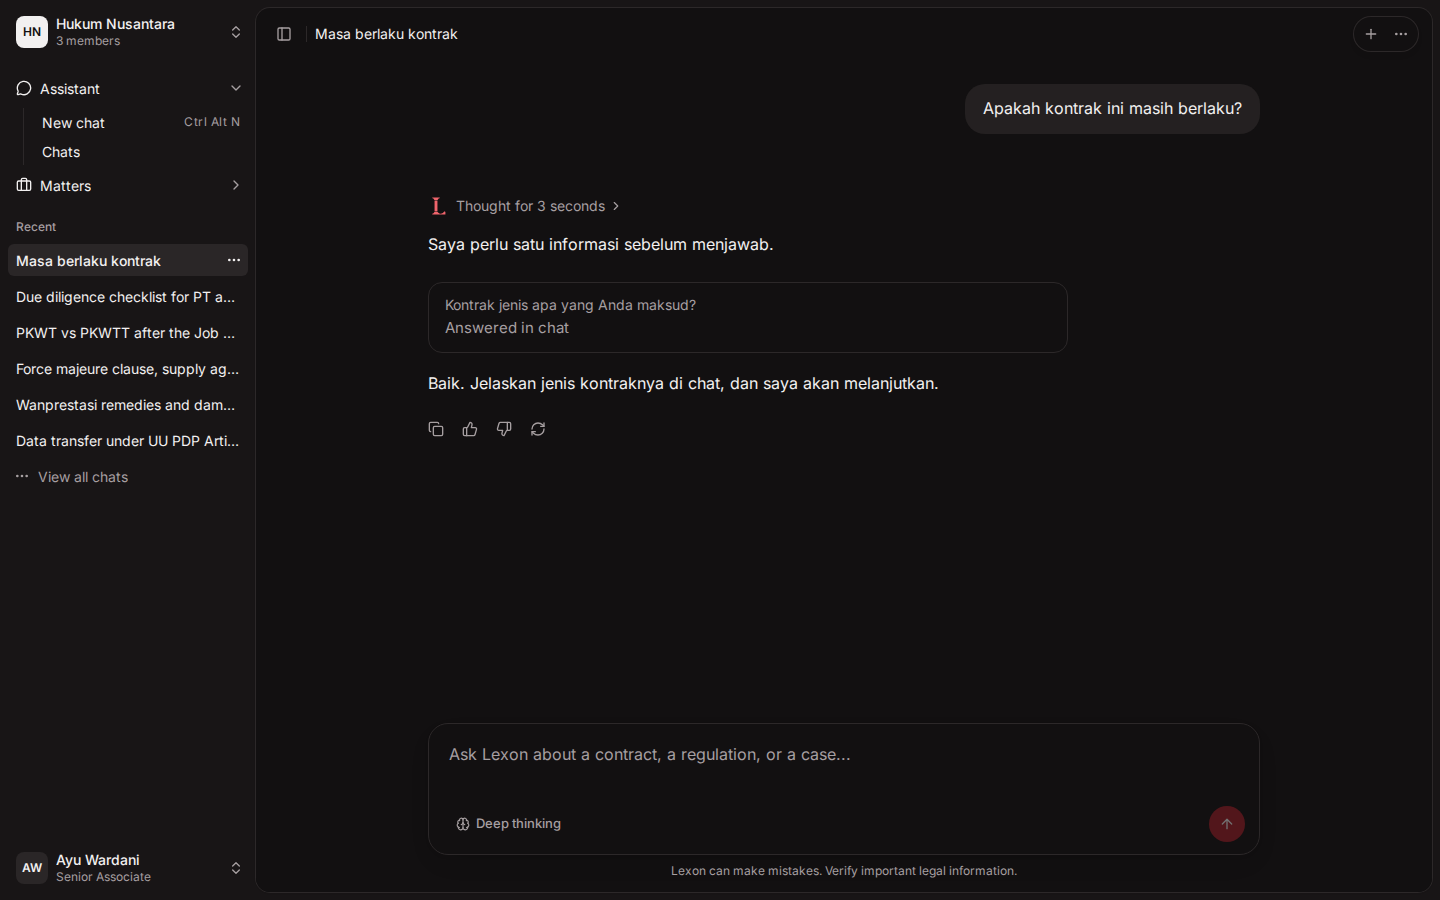 HN
Hukum Nusantara
3 members
Assistant
New chat Ctrl Alt N
Chats
Matters
Recent
Masa berlaku kontrak
Due diligence checklist for PT a...
PKWT vs PKWTT after the Job ...
Force majeure clause, supply ag...
Wanprestasi remedies and dam...
Data transfer under UU PDP Arti...
View all chats
AW
Ayu Wardani
Senior Associate
Masa berlaku kontrak
Apakah kontrak ini masih berlaku?
L Thought for 3 seconds
Saya perlu satu informasi sebelum menjawab.
Kontrak jenis apa yang Anda maksud?
Answered in chat
Baik. Jelaskan jenis kontraknya di chat, dan saya akan melanjutkan.
Ask Lexon about a contract, a regulation, or a case...
Deep thinking
Lexon can make mistakes. Verify important legal information.